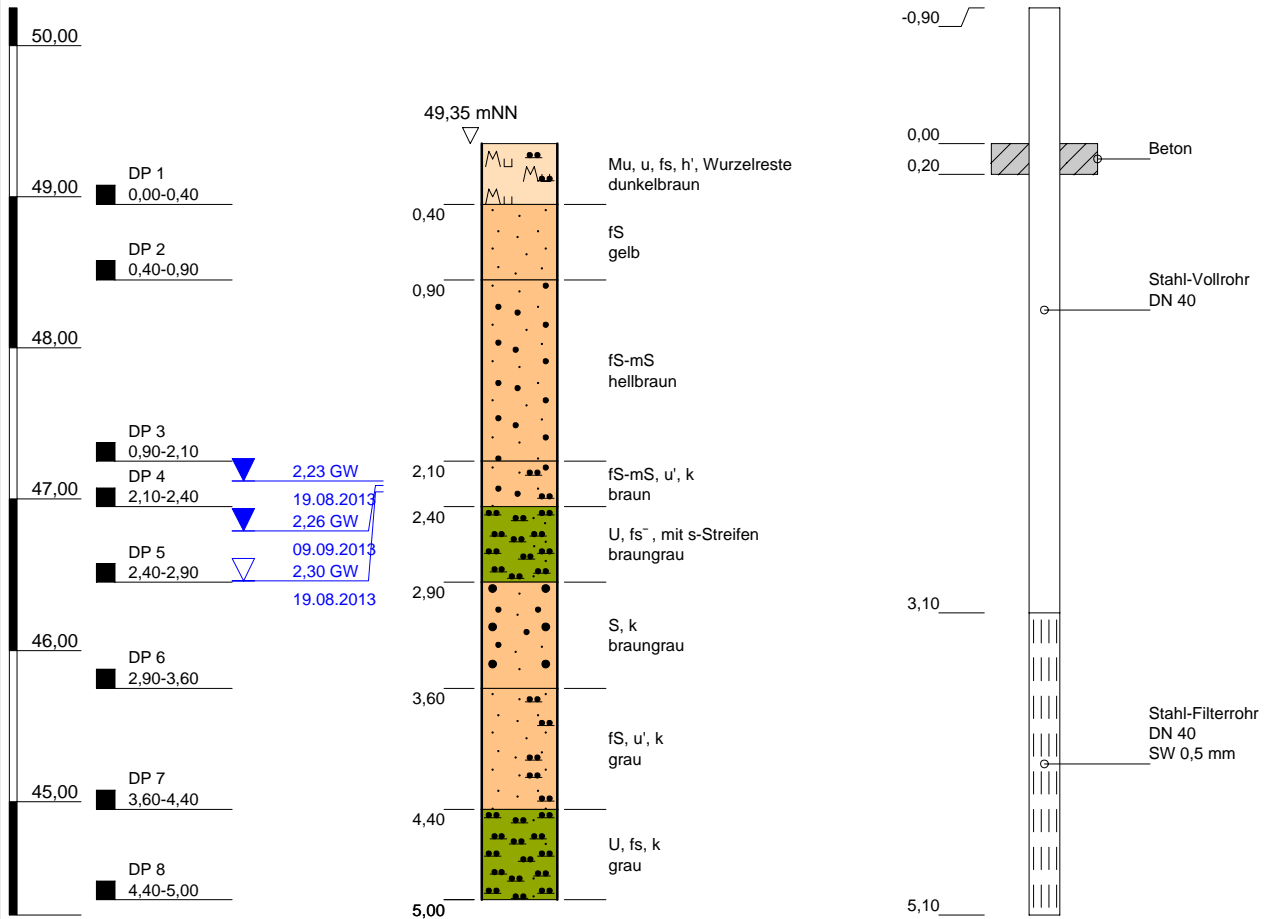 50,00
49,00
48,00
47,00
46,00
45,00
DP 1
0,00-0,40
DP 2
0,40-0,90
DP 3
0,90-2,10
DP 4
2,10-2,40
DP 5
2,40-2,90
DP 6
2,90-3,60
DP 7
3,60-4,40
DP 8
4,40-5,00
2,23 GW
19.08.2013
2,26 GW
09.09.2013
2,30 GW
19.08.2013
49,35 mNN
0,40
0,90
2,10
2,40
2,90
3,60
4,40
5,00
Mu, u, fs, h', Wurzelreste
dunkelbraun
fS
gelb
fS-mS
hellbraun
fS-mS, u', k
braun
U, fs¯ , mit s-Streifen
braungrau
S, k
braungrau
fS, u', k
grau
U, fs, k
grau
-0,90
0,00
0,20
3,10
5,10
Beton
Stahl-Vollrohr
DN 40
Stahl-Filterrohr
DN 40
SW 0,5 mm